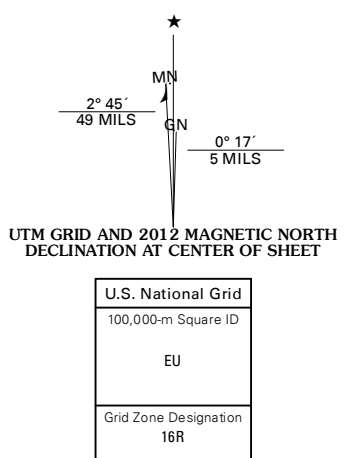 ★
MN
2° 45´
49 MILS
GN
0° 17´
5 MILS
UTM GRID AND 2012 MAGNETIC NORTH
DECLINATION AT CENTER OF SHEET
U.S. National Grid
100,000-m Square ID
EU
Grid Zone Designation
16R